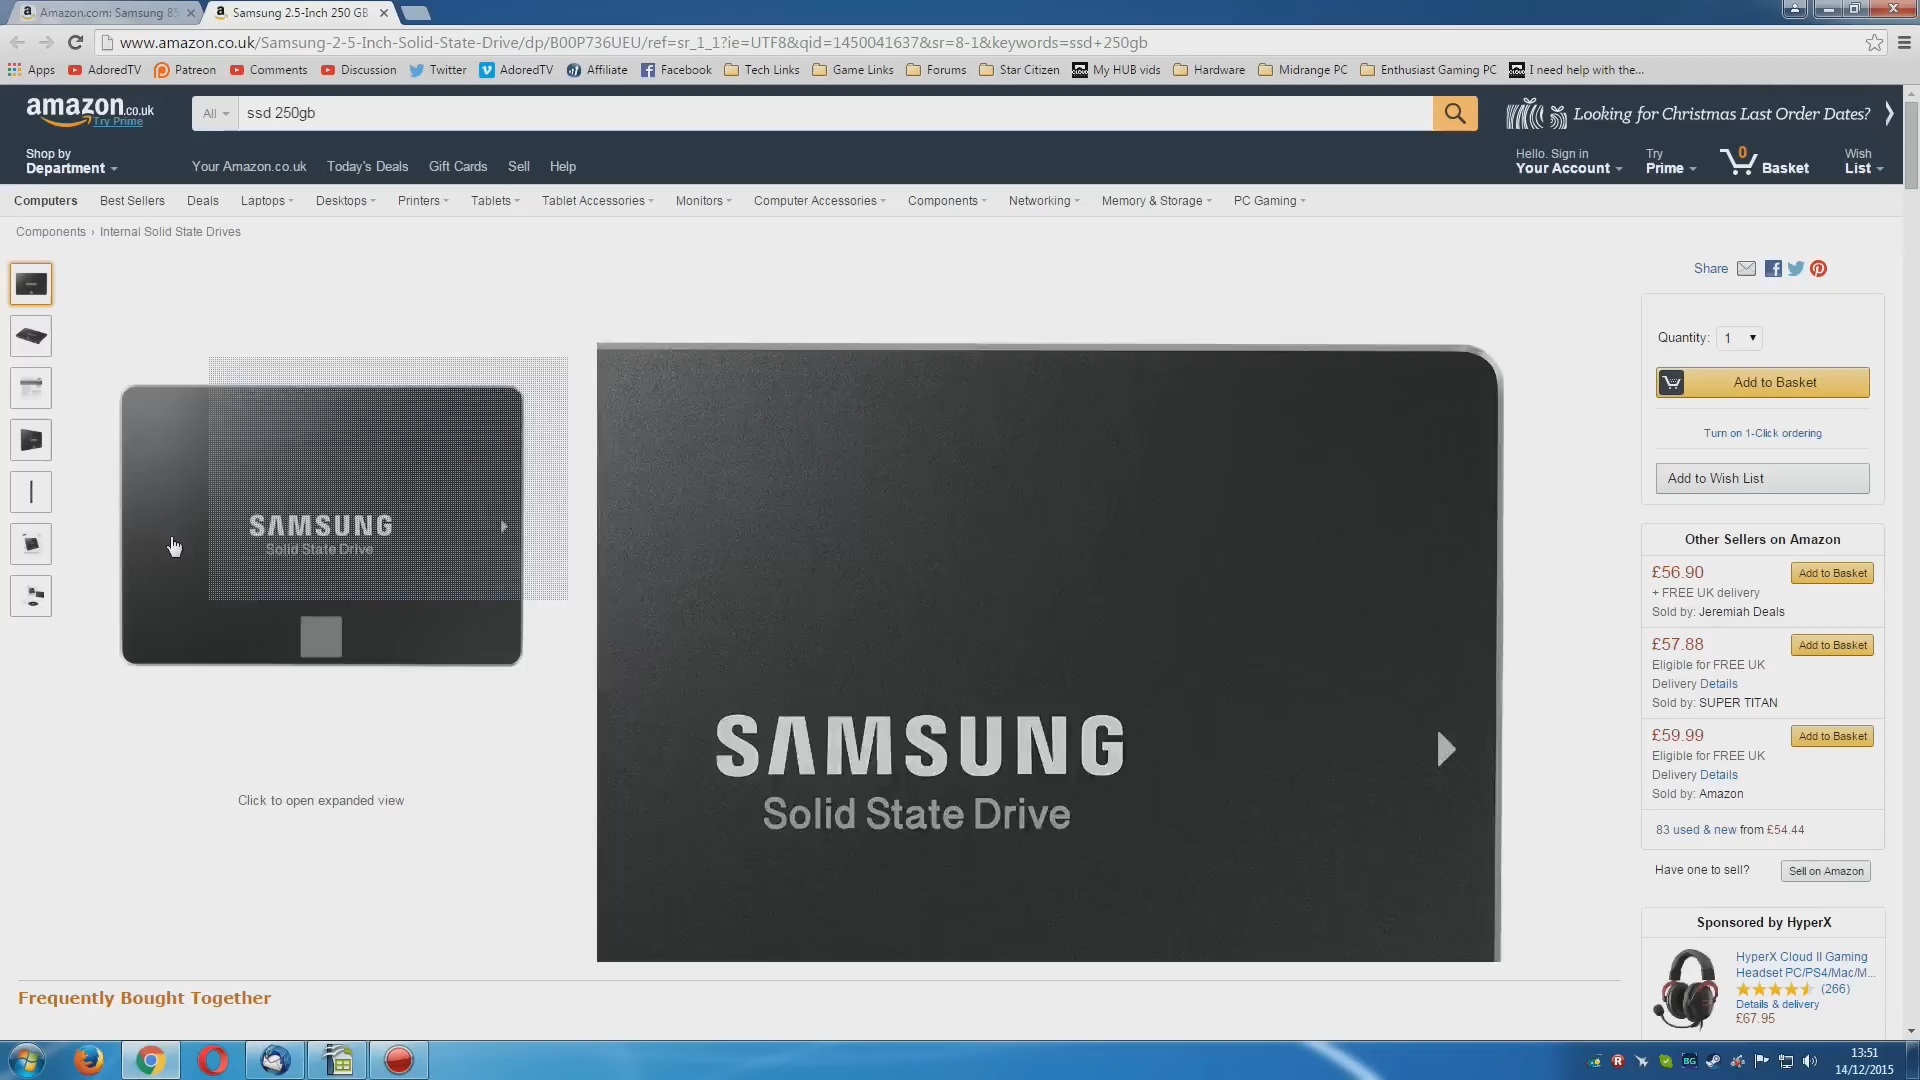 Amazon.com: Samsung 85
Samsung 2.5-Inch 250 GB
www.amazon.co.uk/Samsung-2-5-Inch-Solid-State-Drive/dp/B00P736UEU/ref=sr_1_1?ie=UTF8&qid=1450041637&sr=8-1&keywords=ssd+250gb
Apps AdoredTV Patreon Comments Discussion Twitter AdoredTV Affiliate Facebook Tech Links Game Links Forums Star Citizen My HUB vids Hardware Midrange PC Enthusiast Gaming PC I need help with the...
amazon.co.uk
Try Prime
All
ssd 250gb
Looking for Christmas Last Order Dates?
Shop by
Department
Your Amazon.co.uk Today's Deals Gift Cards Sell Help
Hello. Sign in
Your Account
Try
Prime
0
Basket
Wish
List
Computers Best Sellers Deals Laptops Desktops Printers Tablets Tablet Accessories Monitors Computer Accessories Components Networking Memory & Storage PC Gaming
Components › Internal Solid State Drives
Share
SAMSUNG
Solid State Drive
Click to open expanded view
SAMSUNG
Solid State Drive
Quantity: 1
Add to Basket
Turn on 1-Click ordering
Add to Wish List
Other Sellers on Amazon
£56.90
Add to Basket
+ FREE UK delivery
Sold by: Jeremiah Deals
£57.88
Add to Basket
Eligible for FREE UK
Delivery Details
Sold by: SUPER TITAN
£59.99
Add to Basket
Eligible for FREE UK
Delivery Details
Sold by: Amazon
83 used & new from £54.44
Have one to sell?
Sell on Amazon
Sponsored by HyperX
HyperX Cloud II Gaming
Headset PC/PS4/Mac/M...
(266)
Details & delivery
£67.95
Frequently Bought Together
13:51
14/12/2015